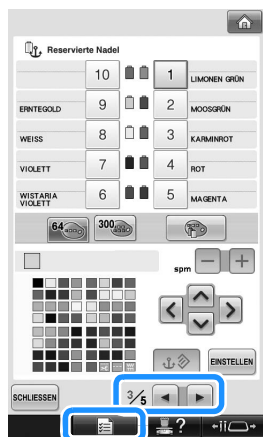 Reservierte Nadel
10 1 LIMONEN GRÜN
ERNTEGOLD 9 2 MOOSGRÜN
WEISS 8 3 KARMINROT
VIOLETT 7 4 ROT
WISTARIA VIOLETT 6 5 MAGENTA
64 300
spm - +
EINSTELLEN
SCHLIESSEN 3/5
?